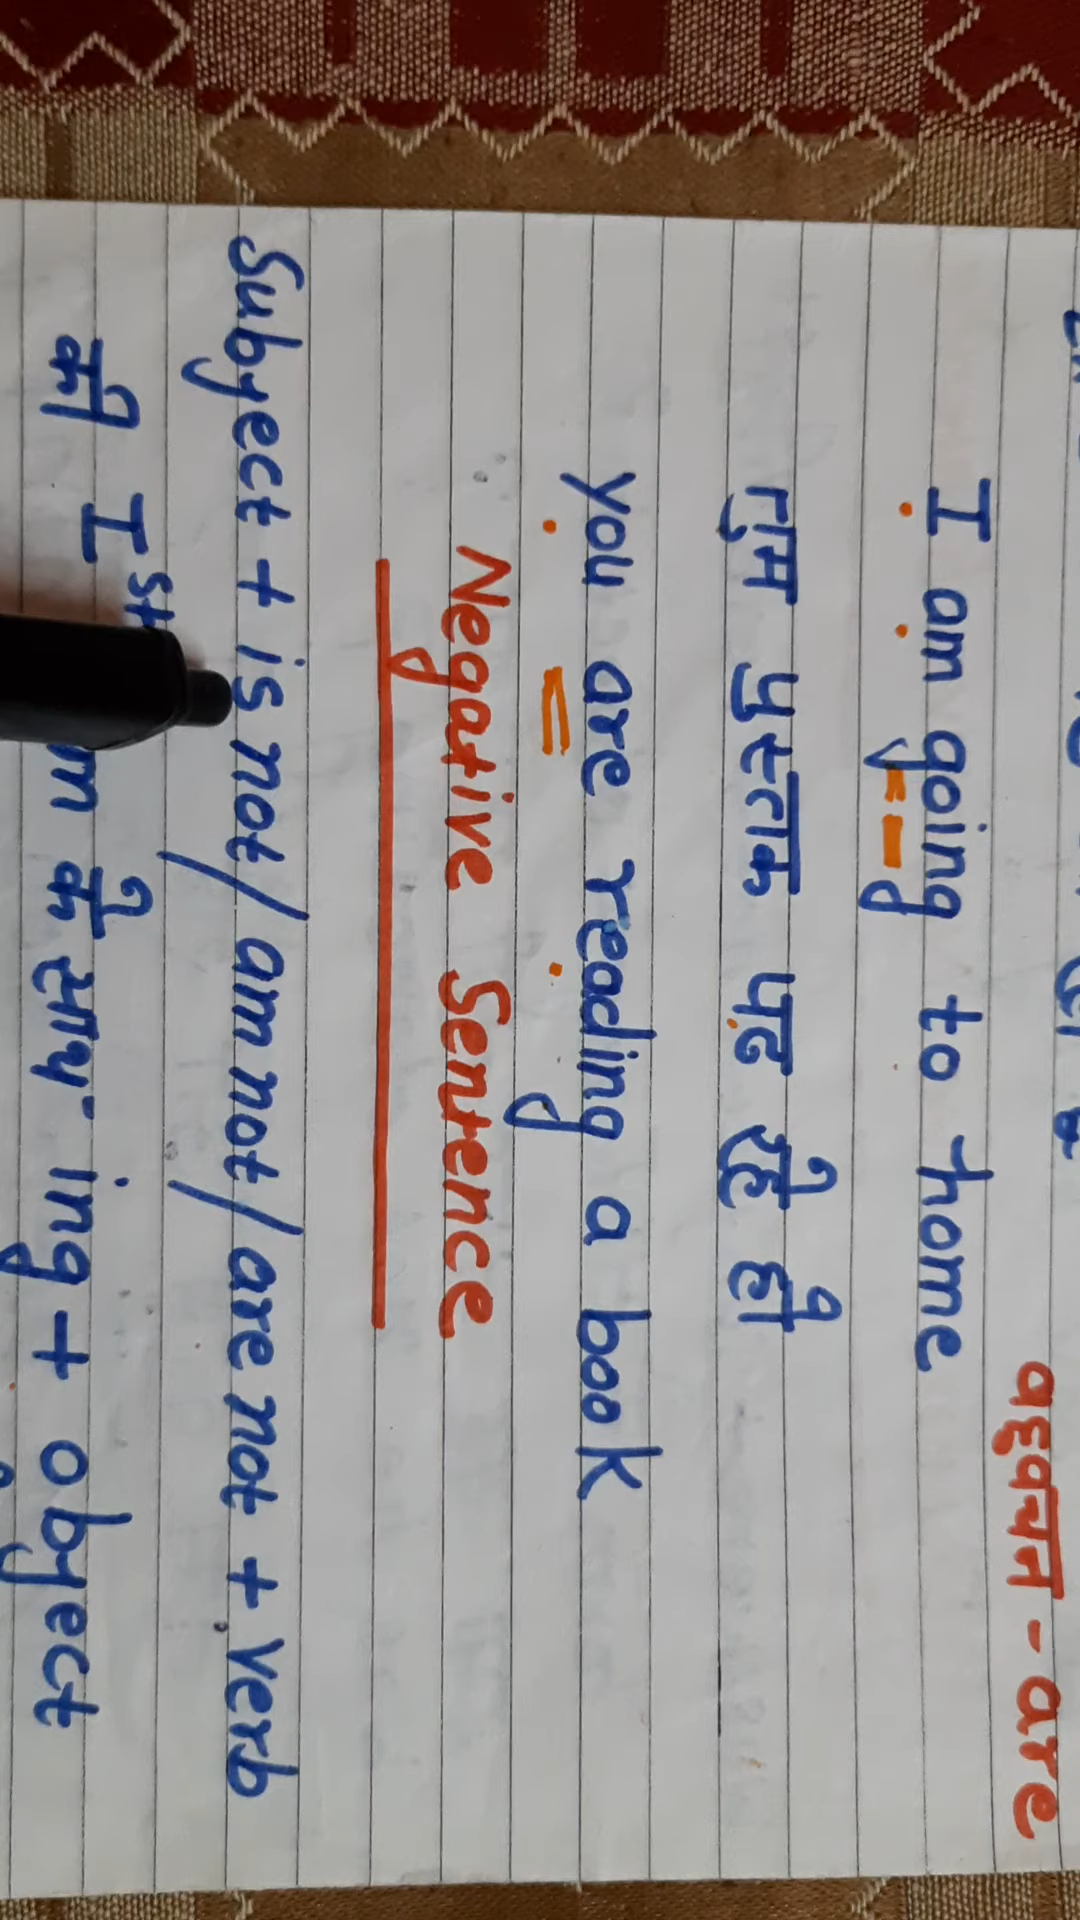 बहुवचन - are
I am going to home
तुम पुस्तक पढ रहे हो
you are reading a book
Negative Sentence
Subject + is not / am not / are not + verb
की Ist के साथ ing + object